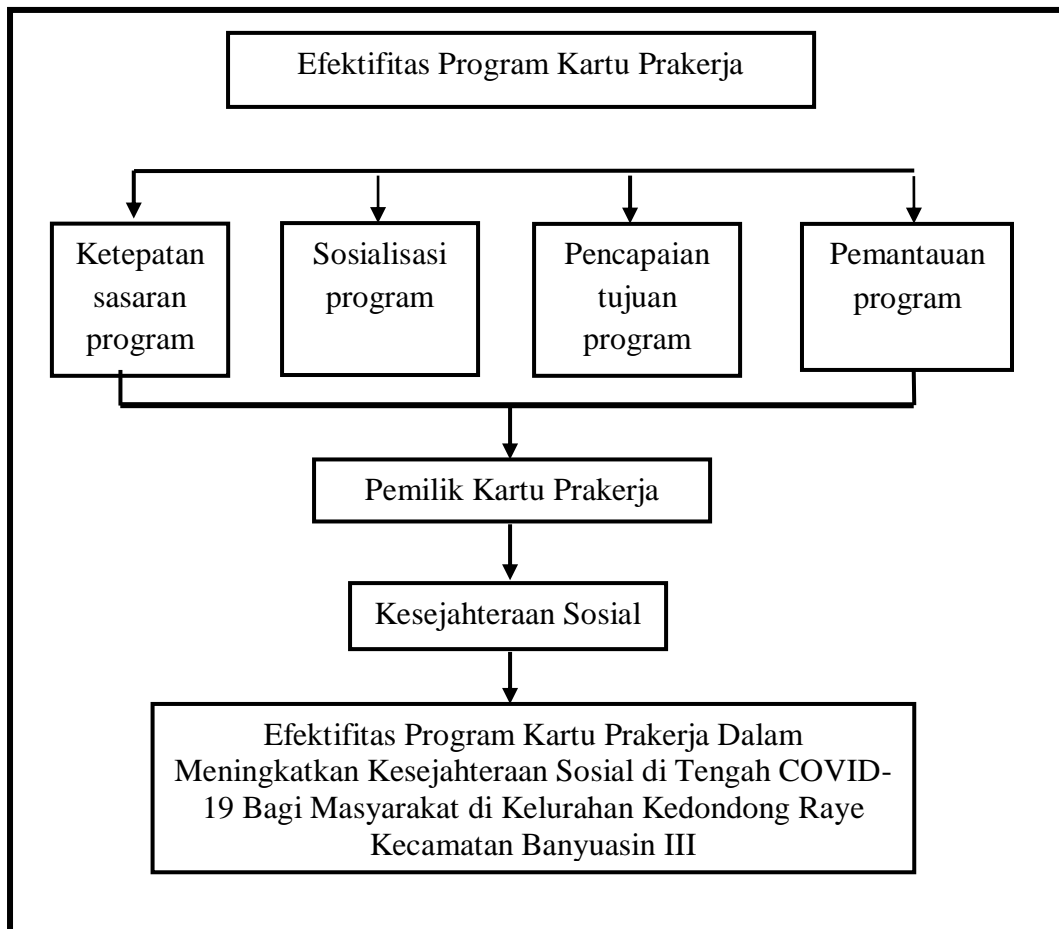 Efektifitas Program Kartu Prakerja
Ketepatan
sasaran
program
Sosialisasi
program
Pencapaian
tujuan
program
Pemantauan
program
Pemilik Kartu Prakerja
Kesejahteraan Sosial
Efektifitas Program Kartu Prakerja Dalam
Meningkatkan Kesejahteraan Sosial di Tengah COVID-
19 Bagi Masyarakat di Kelurahan Kedondong Raye
Kecamatan Banyuasin III